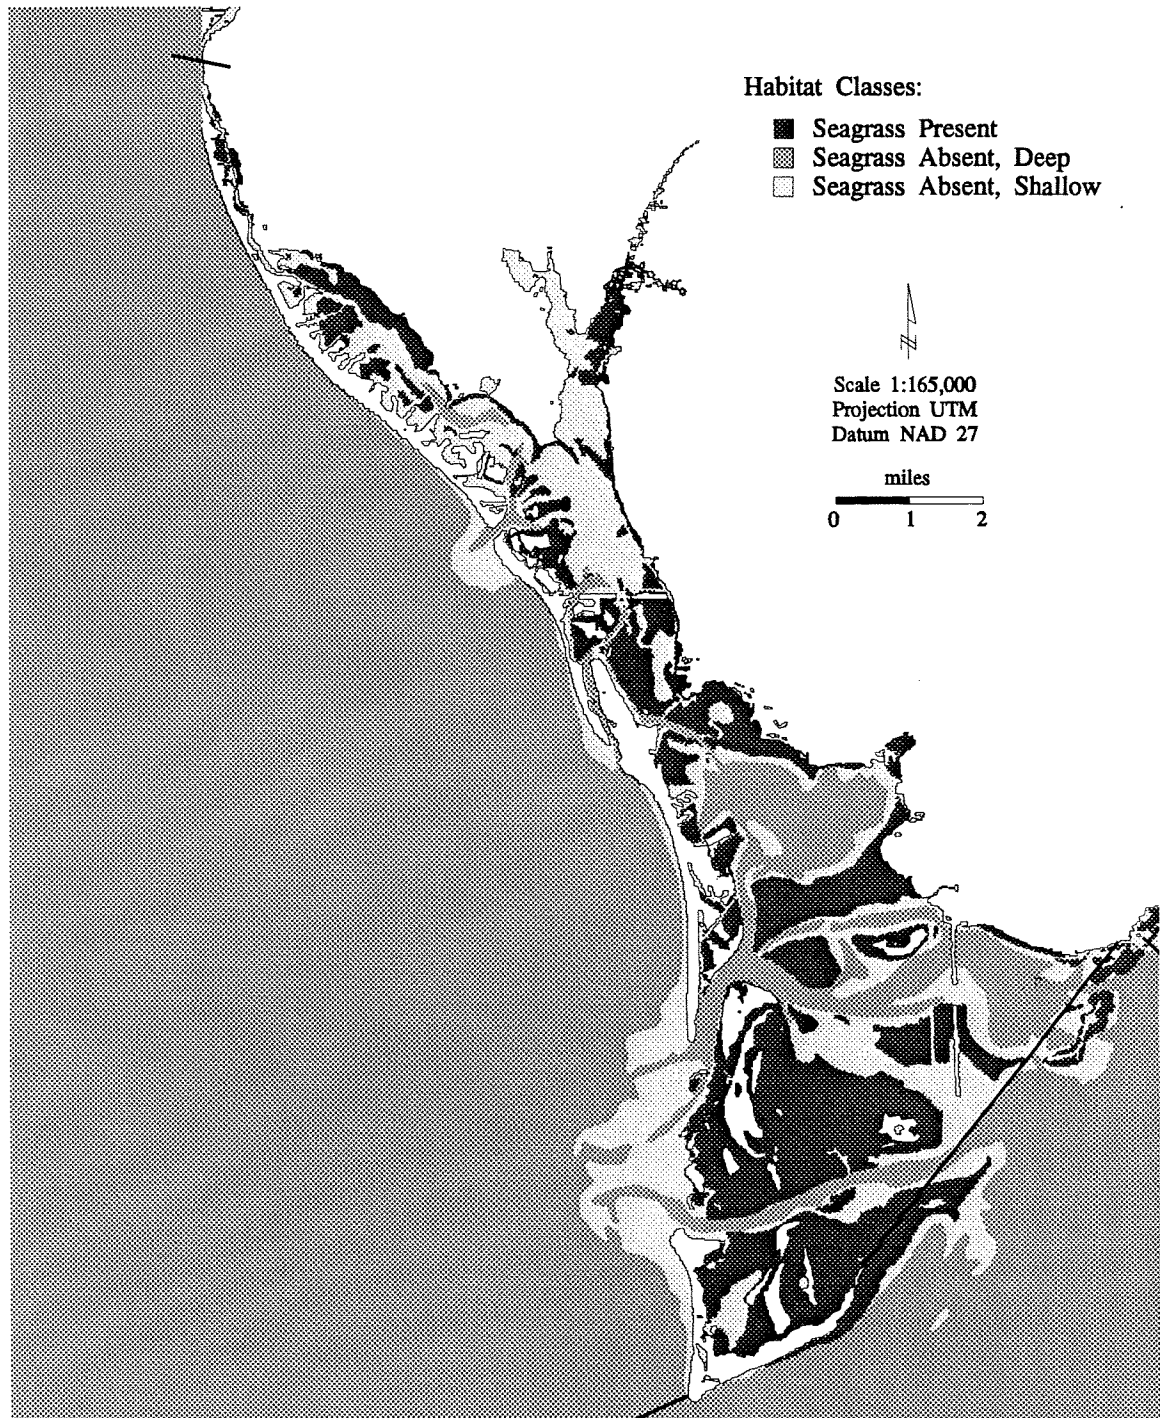 Habitat Classes:
Seagrass Present
Seagrass Absent, Deep
Seagrass Absent, Shallow
N
Scale 1:165,000
Projection UTM
Datum NAD 27
miles
0 1 2